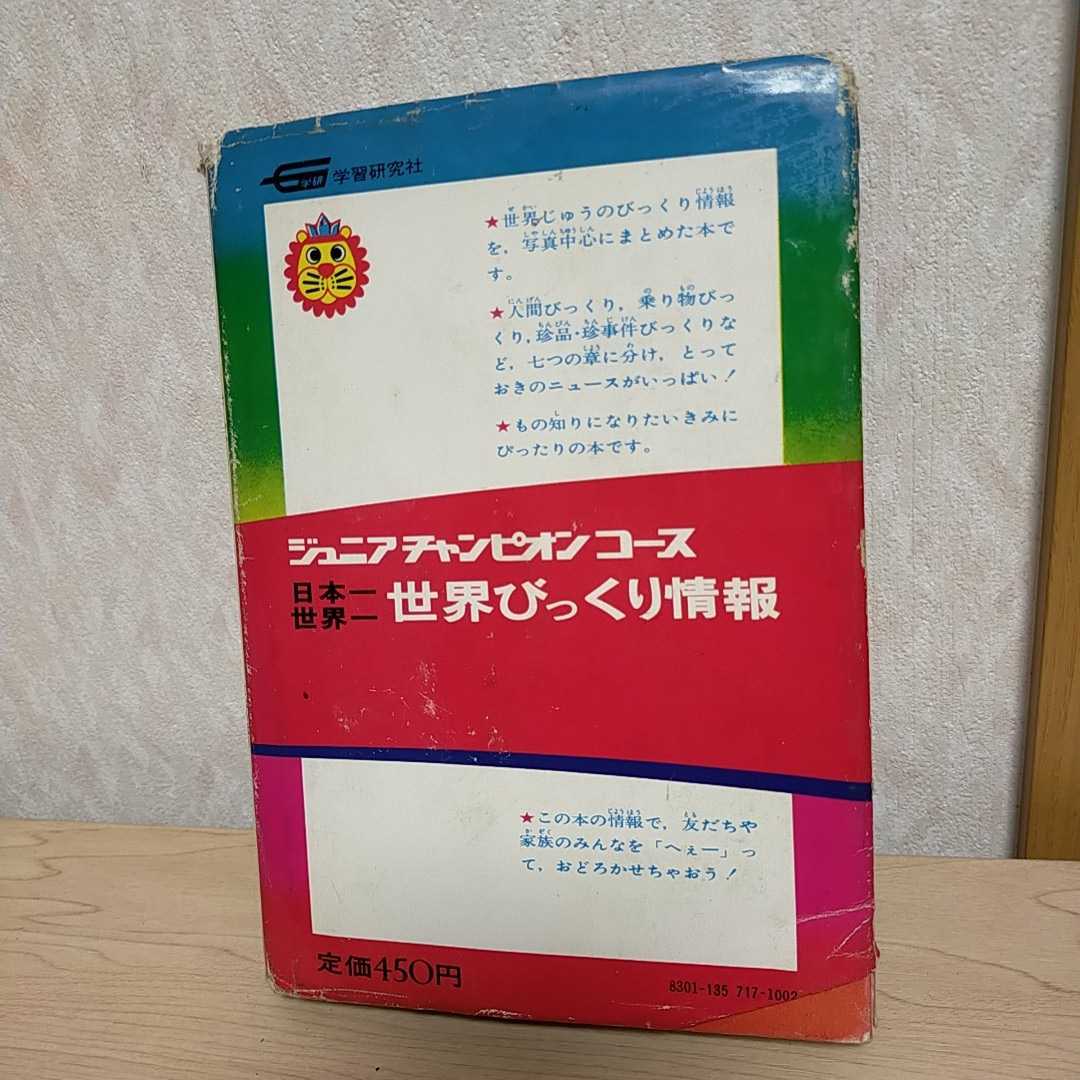 学研 学習研究社
★世界じゅうのびっくり情報
を，写真中心にまとめた本で
す。
★人間びっくり，乗り物びっ
くり，珍品・珍事件びっくりな
ど，七つの章に分け，とって
おきのニュースがいっぱい！
★もの知りになりたいきみに
ぴったりの本です。
ジュニアチャンピオンコース
日本一
世界一
世界びっくり情報
★この本の情報で，友だちや
家族のみんなを「へぇー」っ
て，おどろかせちゃおう！
定価450円
8301-135 717-1002